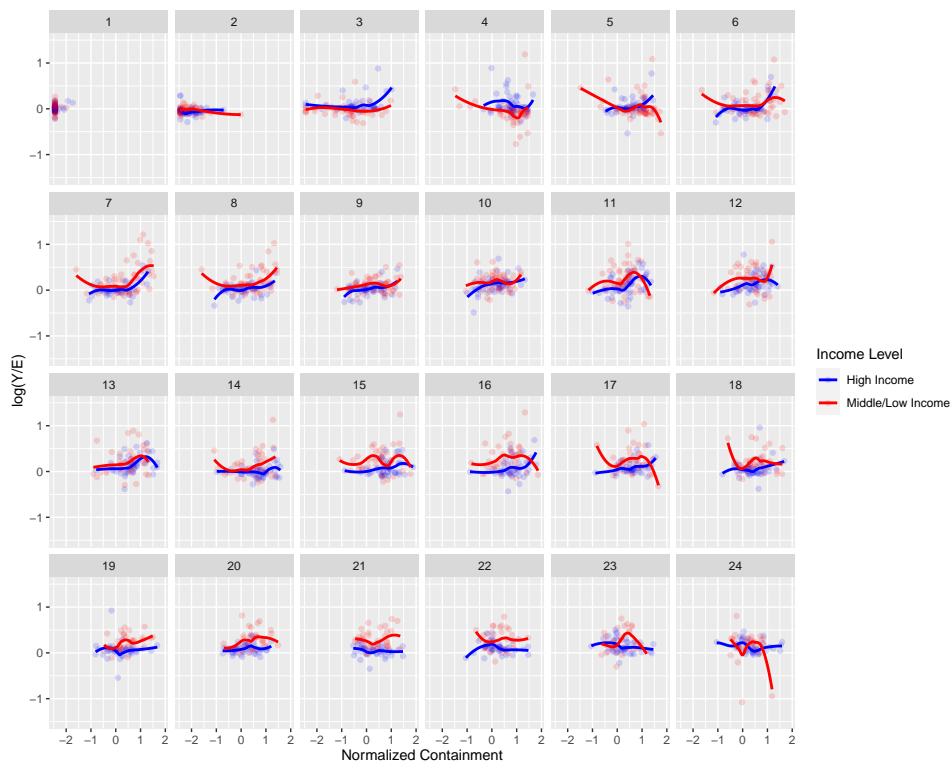 1 2 3 4 5 6
1
0
−1
7 8 9 10 11 12
1
0
−1
13 14 15 16 17 18
1
0
−1
19 20 21 22 23 24
1
0
−1
−2 −1 0 1 2 −2 −1 0 1 2 −2 −1 0 1 2 −2 −1 0 1 2 −2 −1 0 1 2 −2 −1 0 1 2
Normalized Containment
log(Y/E)
Income Level
High Income
Middle/Low Income